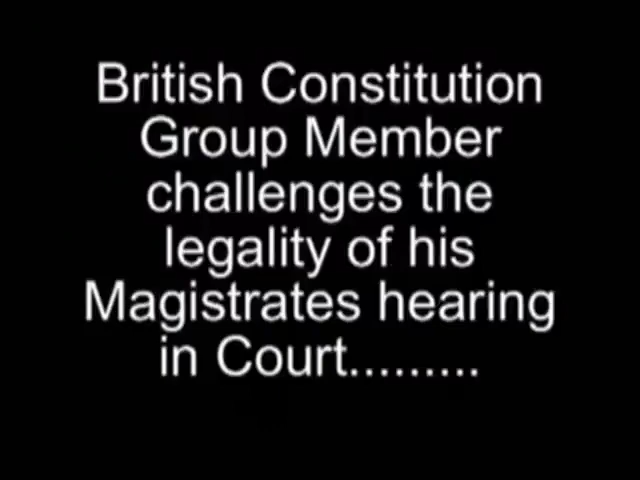 British Constitution
Group Member
challenges the
legality of his
Magistrates hearing
in Court.........